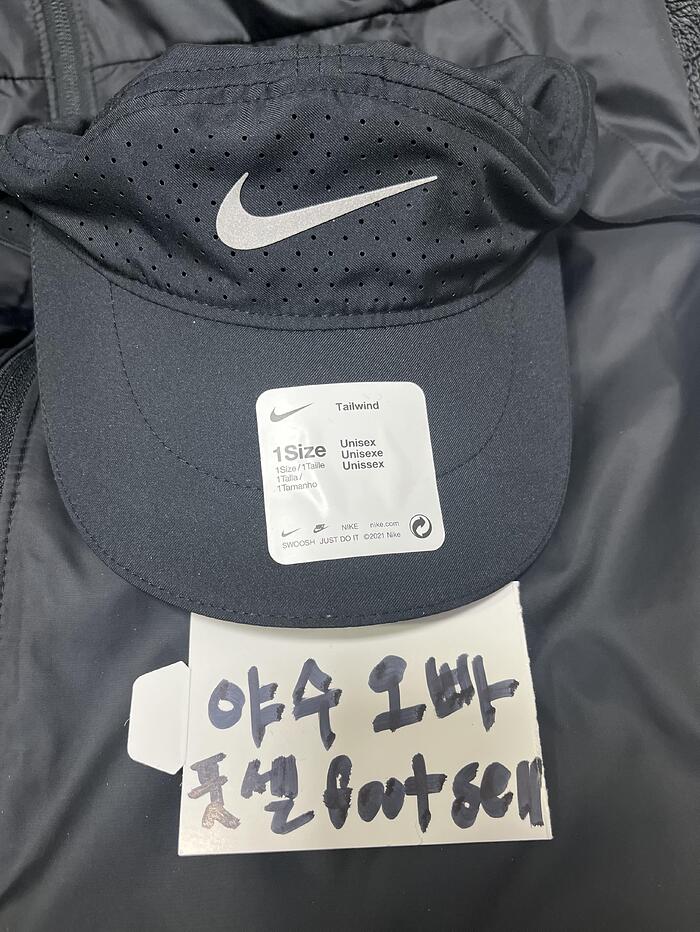 Tailwind
1Size
1Size/1Taille
1Talla/
1Tamanho
Unisex
Unisexe
Unissex
NIKE nike.com
SWOOSH JUST DO IT ©2021 Nike
야수 오빠
풋셀 footsell